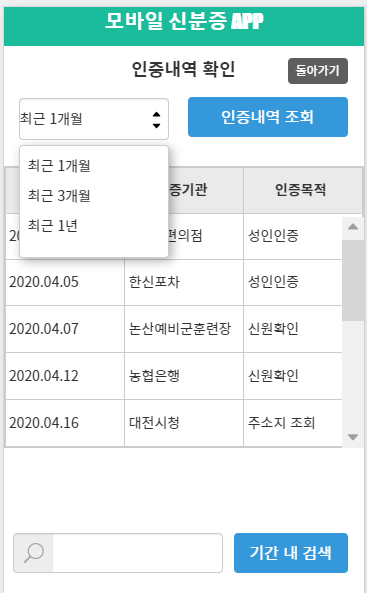 모바일 신분증 APP
인증내역 확인
돌아가기
최근 1개월
인증내역 조회
최근 1개월
최근 3개월
최근 1년
증기관
인증목적
편의점
성인인증
2020.04.05
한신포차
성인인증
2020.04.07
논산예비군훈련장
신원확인
2020.04.12
농협은행
신원확인
2020.04.16
대전시청
주소지 조회
기간 내 검색